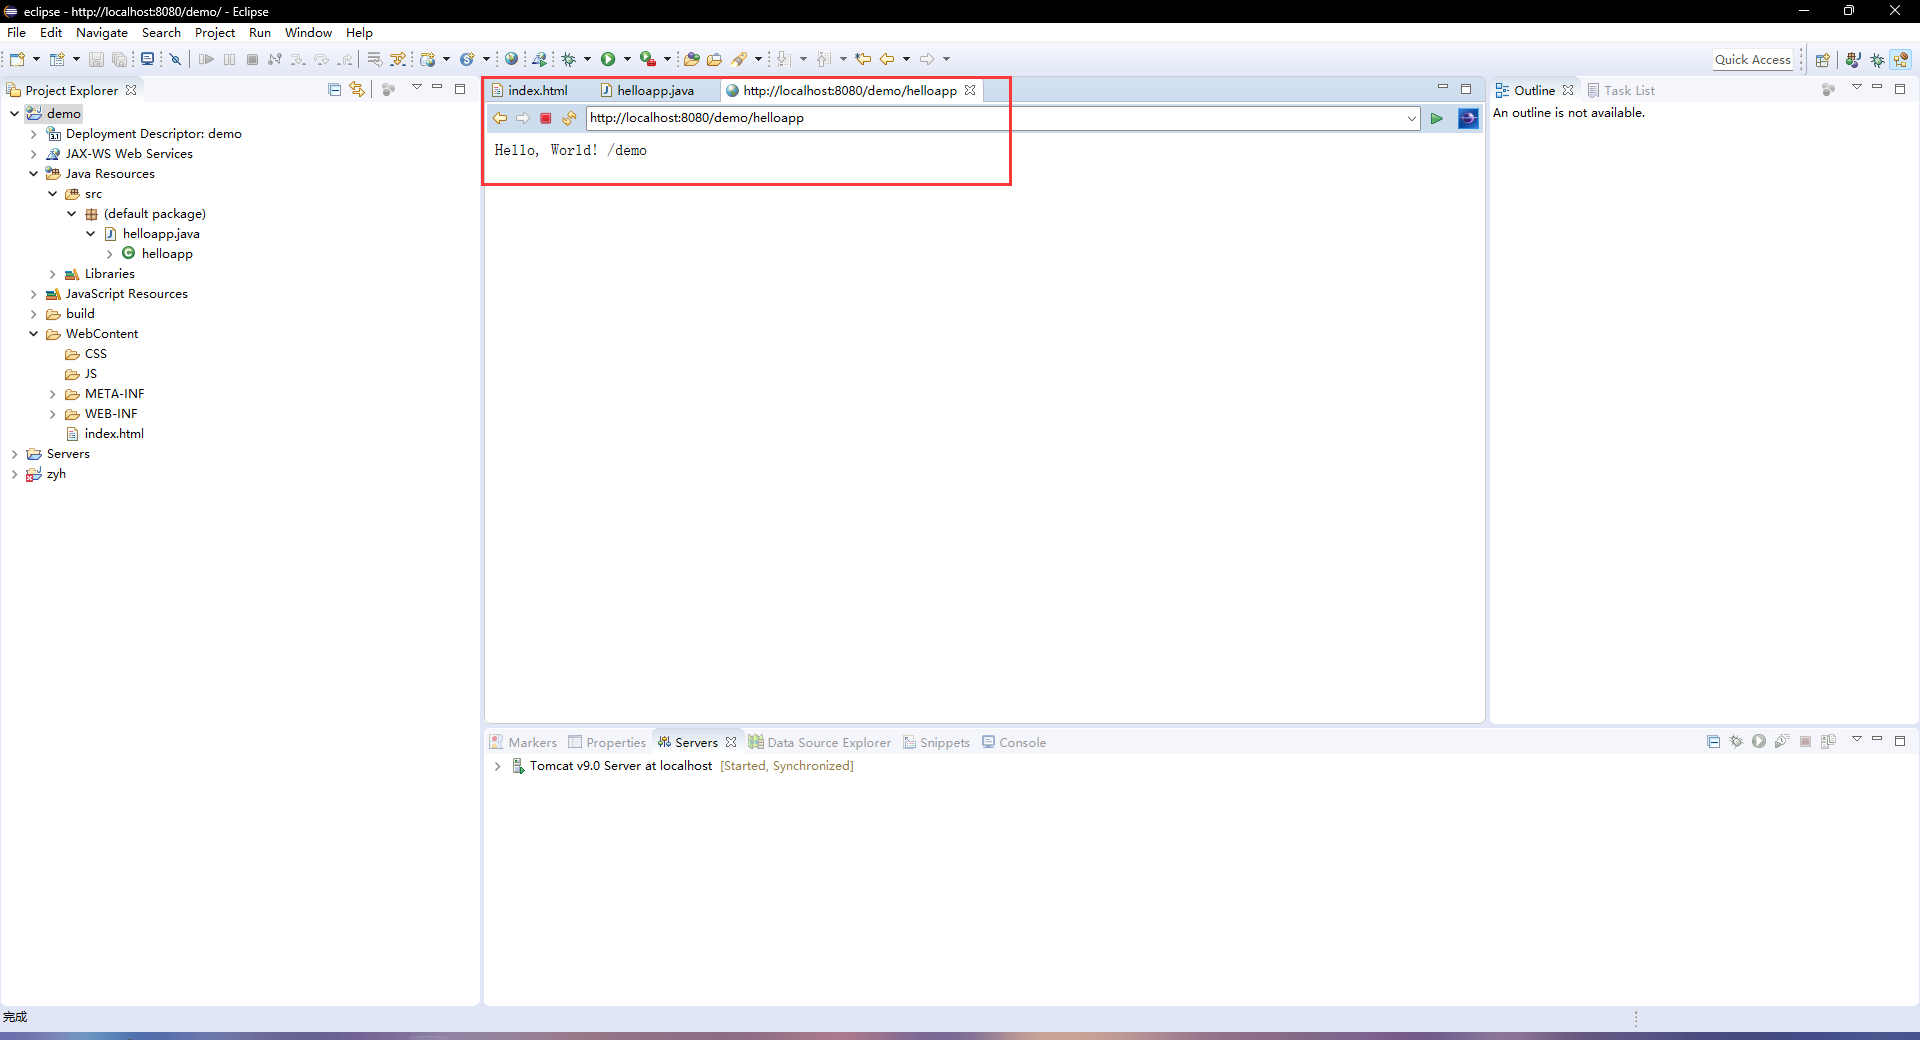 eclipse - http://localhost:8080/demo/ - Eclipse
File Edit Navigate Search Project Run Window Help
Quick Access
Project Explorer
demo
Deployment Descriptor: demo
JAX-WS Web Services
Java Resources
src
(default package)
helloapp.java
helloapp
Libraries
JavaScript Resources
build
WebContent
CSS
JS
META-INF
WEB-INF
index.html
Servers
zyh
index.html helloapp.java http://localhost:8080/demo/helloapp
http://localhost:8080/demo/helloapp
Hello, World! /demo
Outline Task List
An outline is not available.
Markers Properties Servers Data Source Explorer Snippets Console
Tomcat v9.0 Server at localhost [Started, Synchronized]
完成